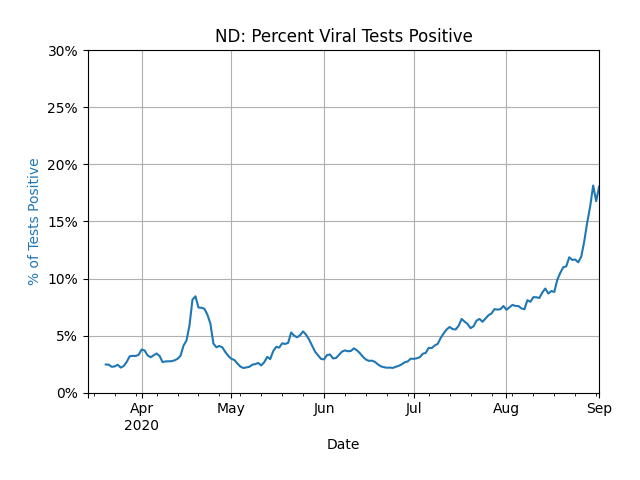 ND: Percent Viral Tests Positive
30%
25%
20%
15%
10%
5%
0%
% of Tests Positive
Apr May Jun Jul Aug Sep
2020
Date